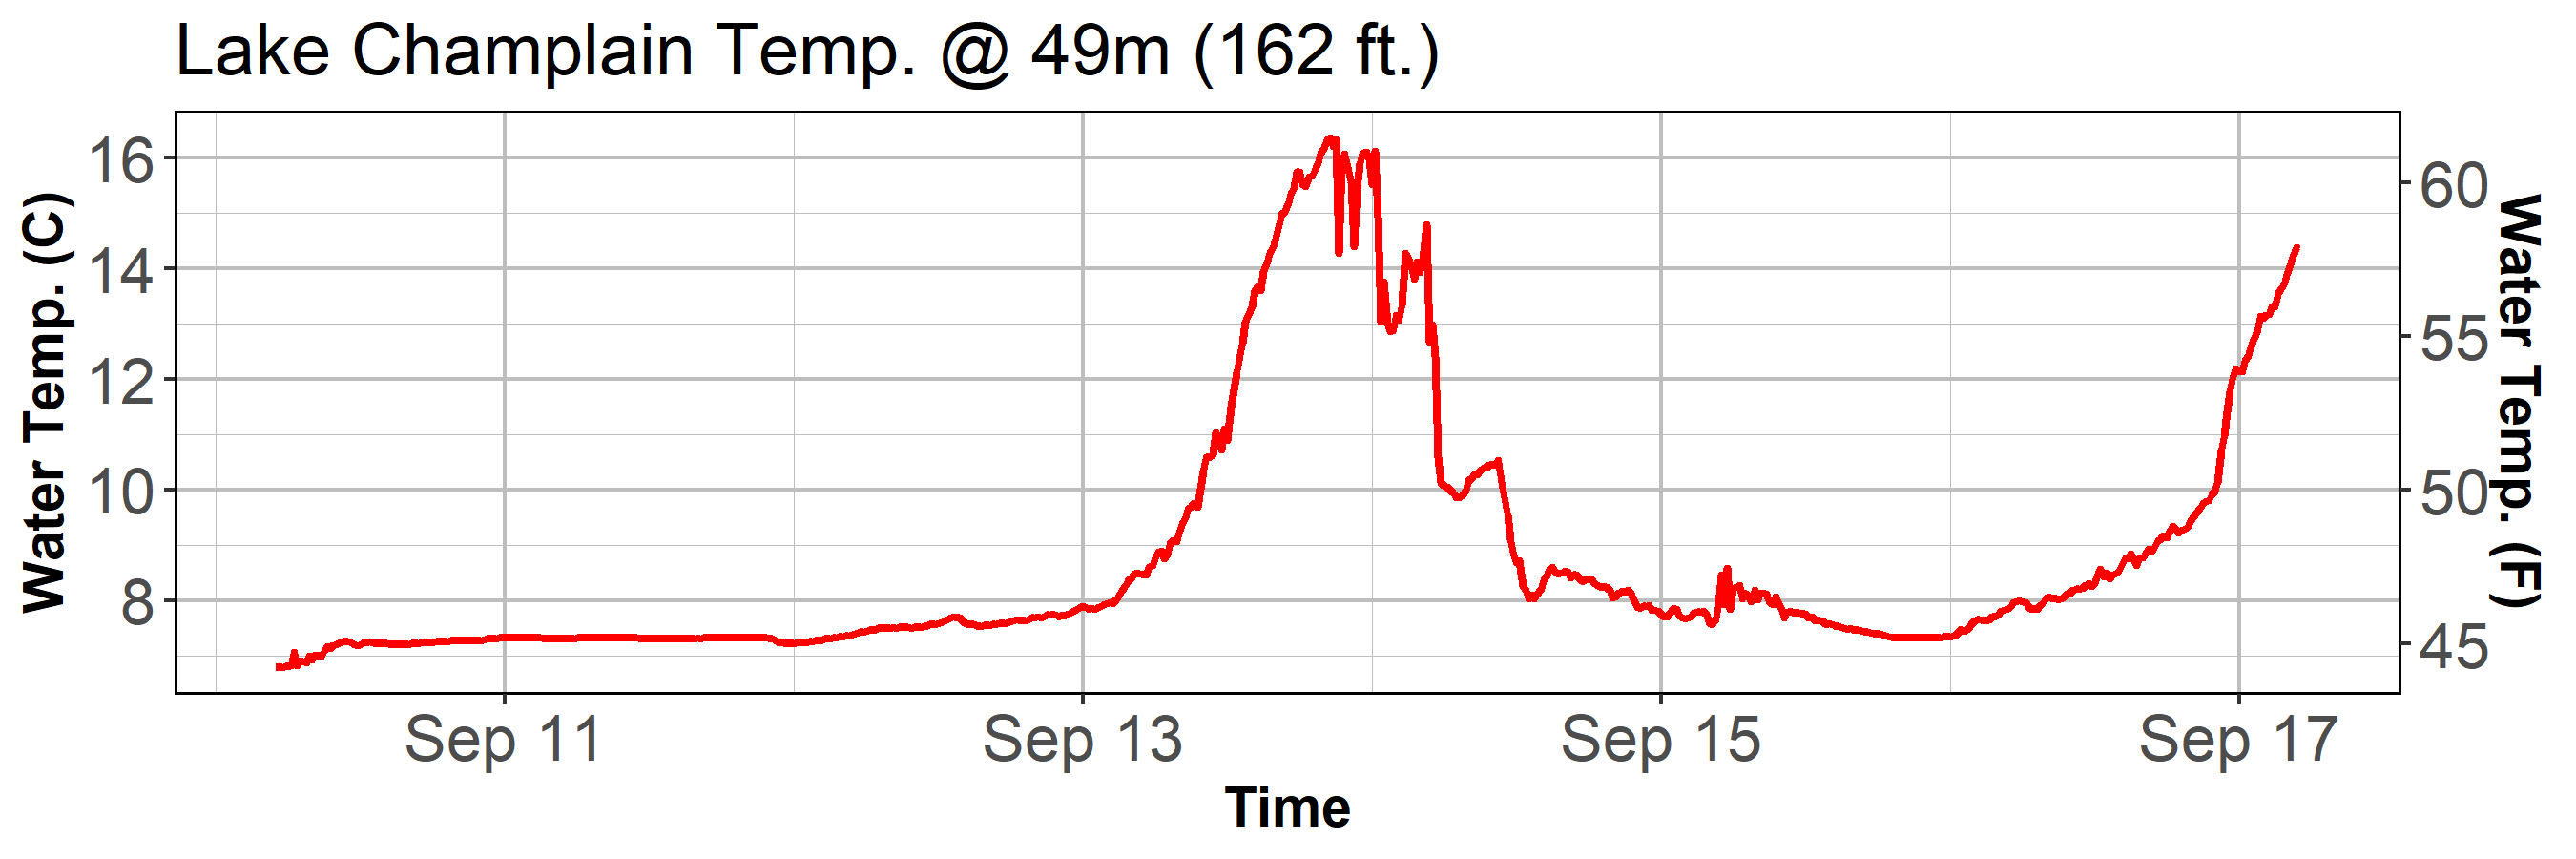 Lake Champlain Temp. @ 49m (162 ft.)
Water Temp. (C)
16
14
12
10
8
60
55
50
45
Water Temp. (F)
Sep 11
Sep 13
Sep 15
Sep 17
Time